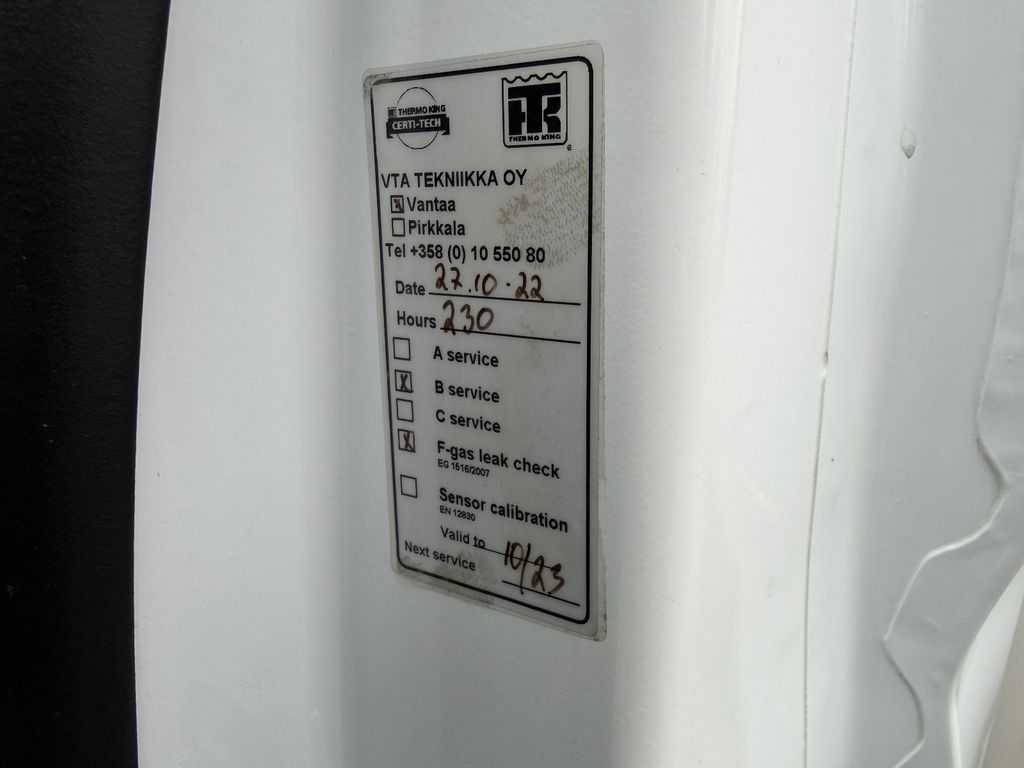 THERMO KING
CERTI-TECH
TK
THERMO KING
VTA TEKNIIKKA OY
Vantaa
Pirkkala
Tel +358 (0) 10 550 80
Date 27.10.22
Hours 230
A service
B service
C service
F-gas leak check
EG 1516/2007
Sensor calibration
EN 12830
Valid to
Next service 10/23